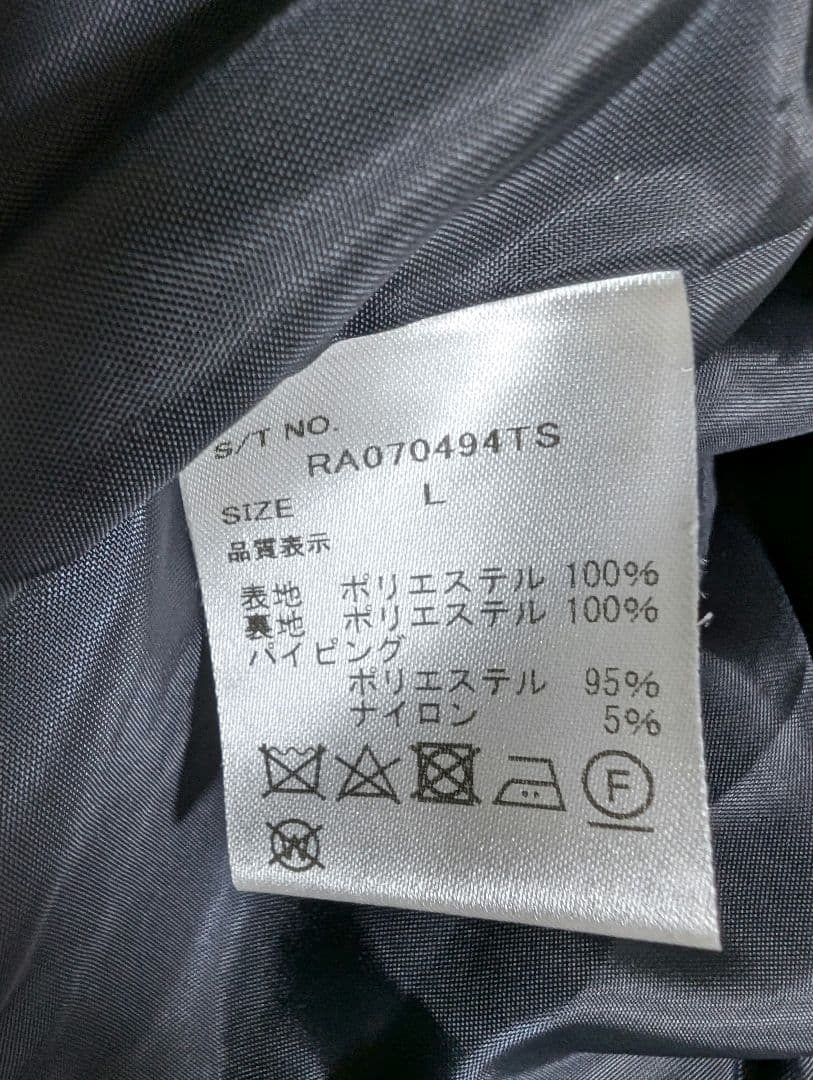 S/T NO.
RA070494TS
SIZE L
品質表示
表地 ポリエステル 100%
裏地 ポリエステル 100%
パイピング
ポリエステル 95%
ナイロン 5%
F
W